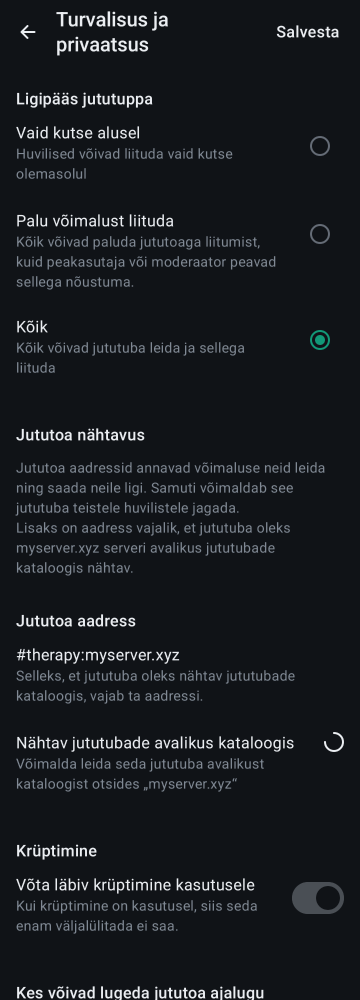 Turvalisus ja
privaatsus
Salvesta
Ligipääs jututuppa
Vaid kutse alusel
Huvilised võivad liituda vaid kutse
olemasolul
Palu võimalust liituda
Kõik võivad paluda jututoaga liitumist,
kuid peakasutaja või moderaator peavad
sellega nõustuma.
Kõik
Kõik võivad jututuba leida ja sellega
liituda
Jututoa nähtavus
Jututoa aadressid annavad võimaluse neid leida
ning saada neile ligi. Samuti võimaldab see
jututuba teistele huvilistele jagada.
Lisaks on aadress vajalik, et jututuba oleks
myserver.xyz serveri avalikus jututubade
kataloogis nähtav.
Jututoa aadress
#therapy:myserver.xyz
Selleks, et jututuba oleks nähtav jututubade
kataloogis, vajab ta aadressi.
Nähtav jututubade avalikus kataloogis
Võimalda leida seda jututuba avalikust
kataloogist otsides „myserver.xyz“
Krüptimine
Võta läbiv krüptimine kasutusele
Kui krüptimine on kasutusel, siis seda
enam väljalülitada ei saa.
Kes võivad lugeda jututoa ajalugu